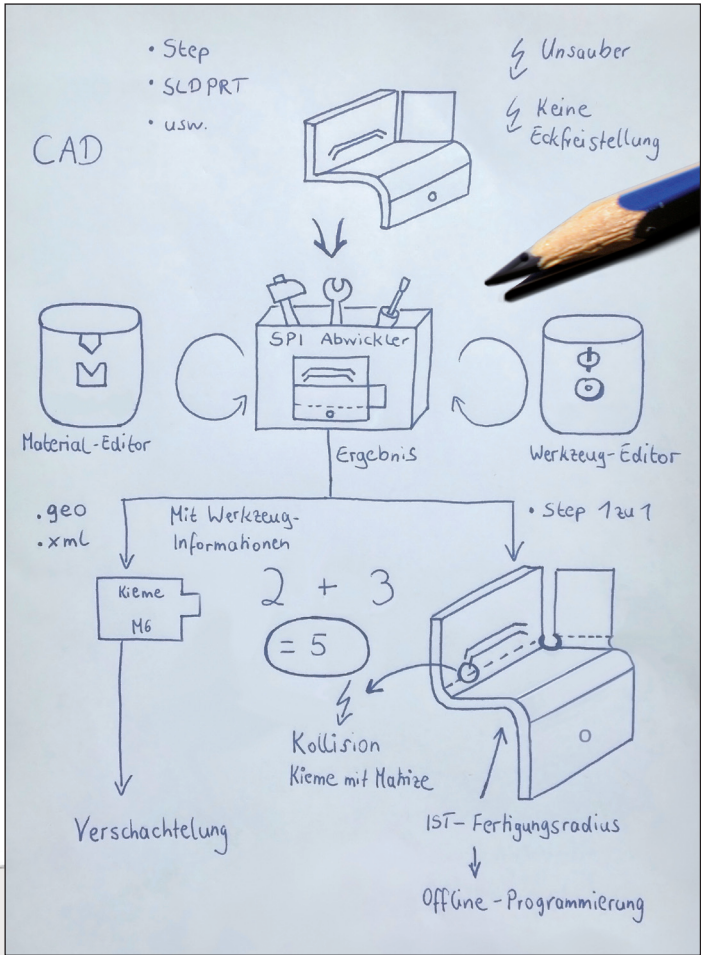 • Step
• SLDPRT
• usw.
CAD
Unsauber
Keine
Eckfreistellung
SPI Abwickler
Material-Editor
Werkzeug-Editor
Ergebnis
.geo
.xml
Mit Werkzeug-
Informationen
• Step 1zu1
Kieme
M6
2 + 3
= 5
Kollision
Kieme mit Matrize
IST-Fertigungsradius
Verschachtelung
Offline-Programmierung